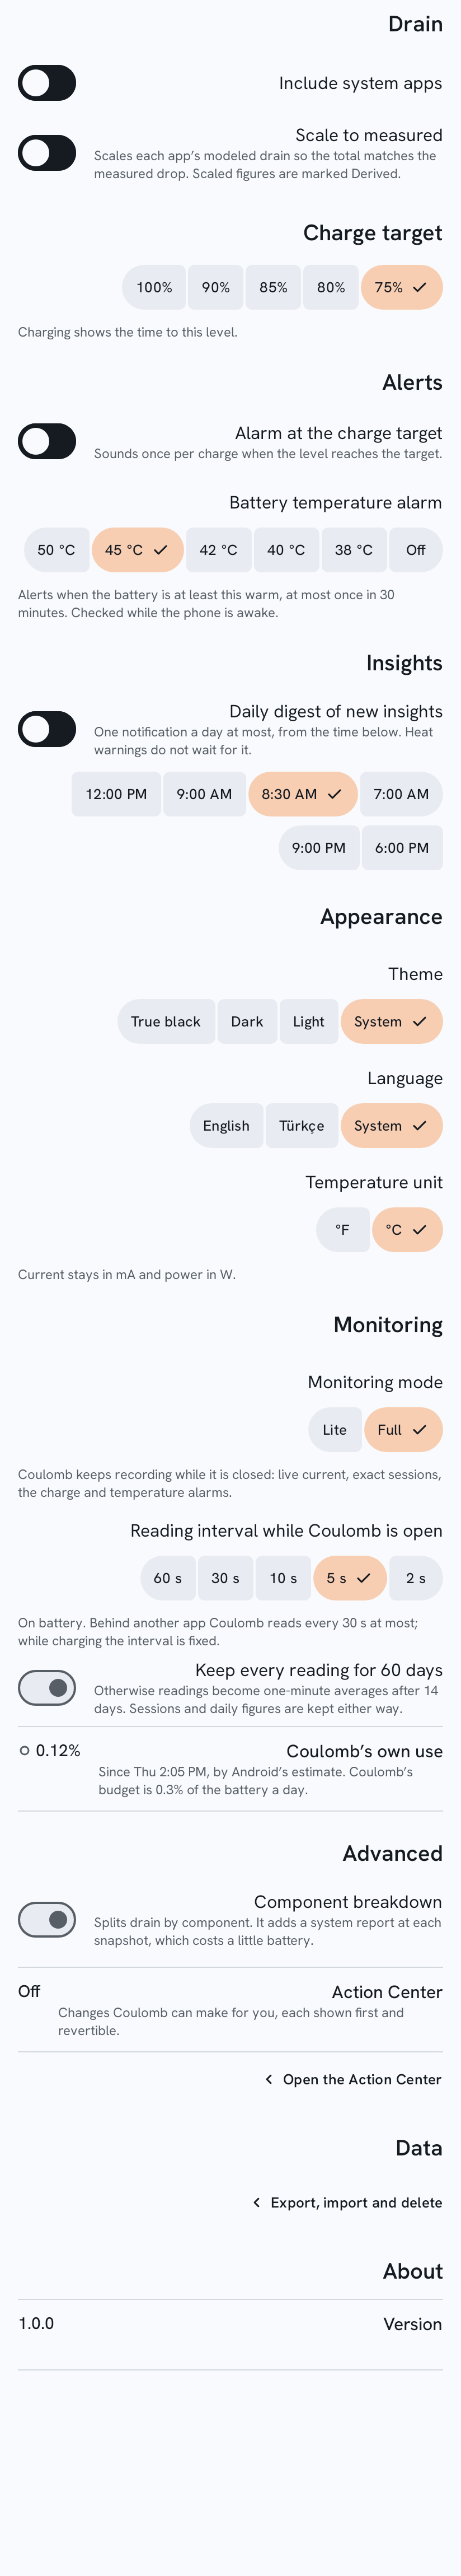 Drain
Include system apps
Scale to measured
Scales each app's modeled drain so the total matches the
measured drop. Scaled figures are marked Derived.
Charge target
100% 90% 85% 80% 75%
Charging shows the time to this level.
Alerts
Alarm at the charge target
Sounds once per charge when the level reaches the target.
Battery temperature alarm
50 °C 45 °C 42 °C 40 °C 38 °C Off
Alerts when the battery is at least this warm, at most once in 30
minutes. Checked while the phone is awake.
Insights
Daily digest of new insights
One notification a day at most, from the time below. Heat
warnings do not wait for it.
12:00 PM 9:00 AM 8:30 AM 7:00 AM
9:00 PM 6:00 PM
Appearance
Theme
True black Dark Light System
Language
English Türkçe System
Temperature unit
°F °C
Current stays in mA and power in W.
Monitoring
Monitoring mode
Lite Full
Coulomb keeps recording while it is closed: live current, exact sessions,
the charge and temperature alarms.
Reading interval while Coulomb is open
60 s 30 s 10 s 5 s 2 s
On battery. Behind another app Coulomb reads every 30 s at most;
while charging the interval is fixed.
Keep every reading for 60 days
Otherwise readings become one-minute averages after 14
days. Sessions and daily figures are kept either way.
0.12% Coulomb's own use
Since Thu 2:05 PM, by Android's estimate. Coulomb's
budget is 0.3% of the battery a day.
Advanced
Component breakdown
Splits drain by component. It adds a system report at each
snapshot, which costs a little battery.
Off Action Center
Changes Coulomb can make for you, each shown first and
revertible.
Open the Action Center
Data
Export, import and delete
About
1.0.0 Version